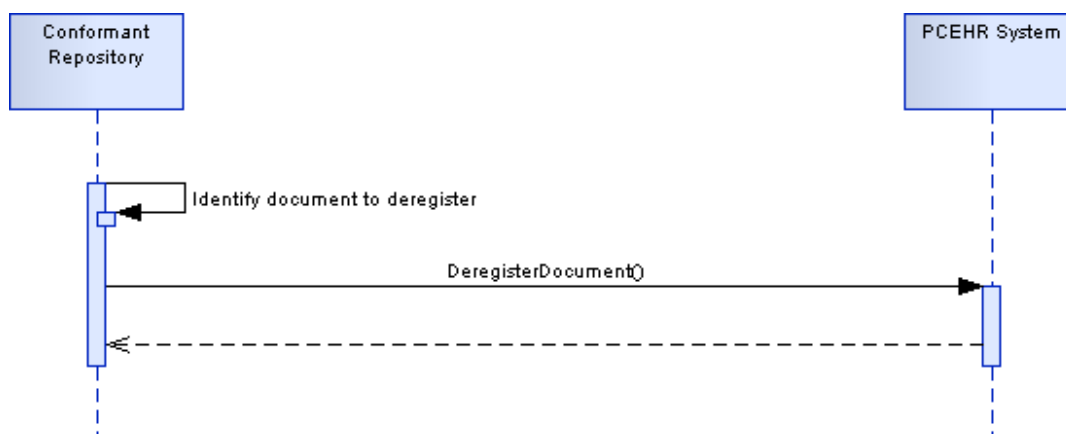 Conformant
Repository
PCEHR System
Identify document to deregister
DeregisterDocument()